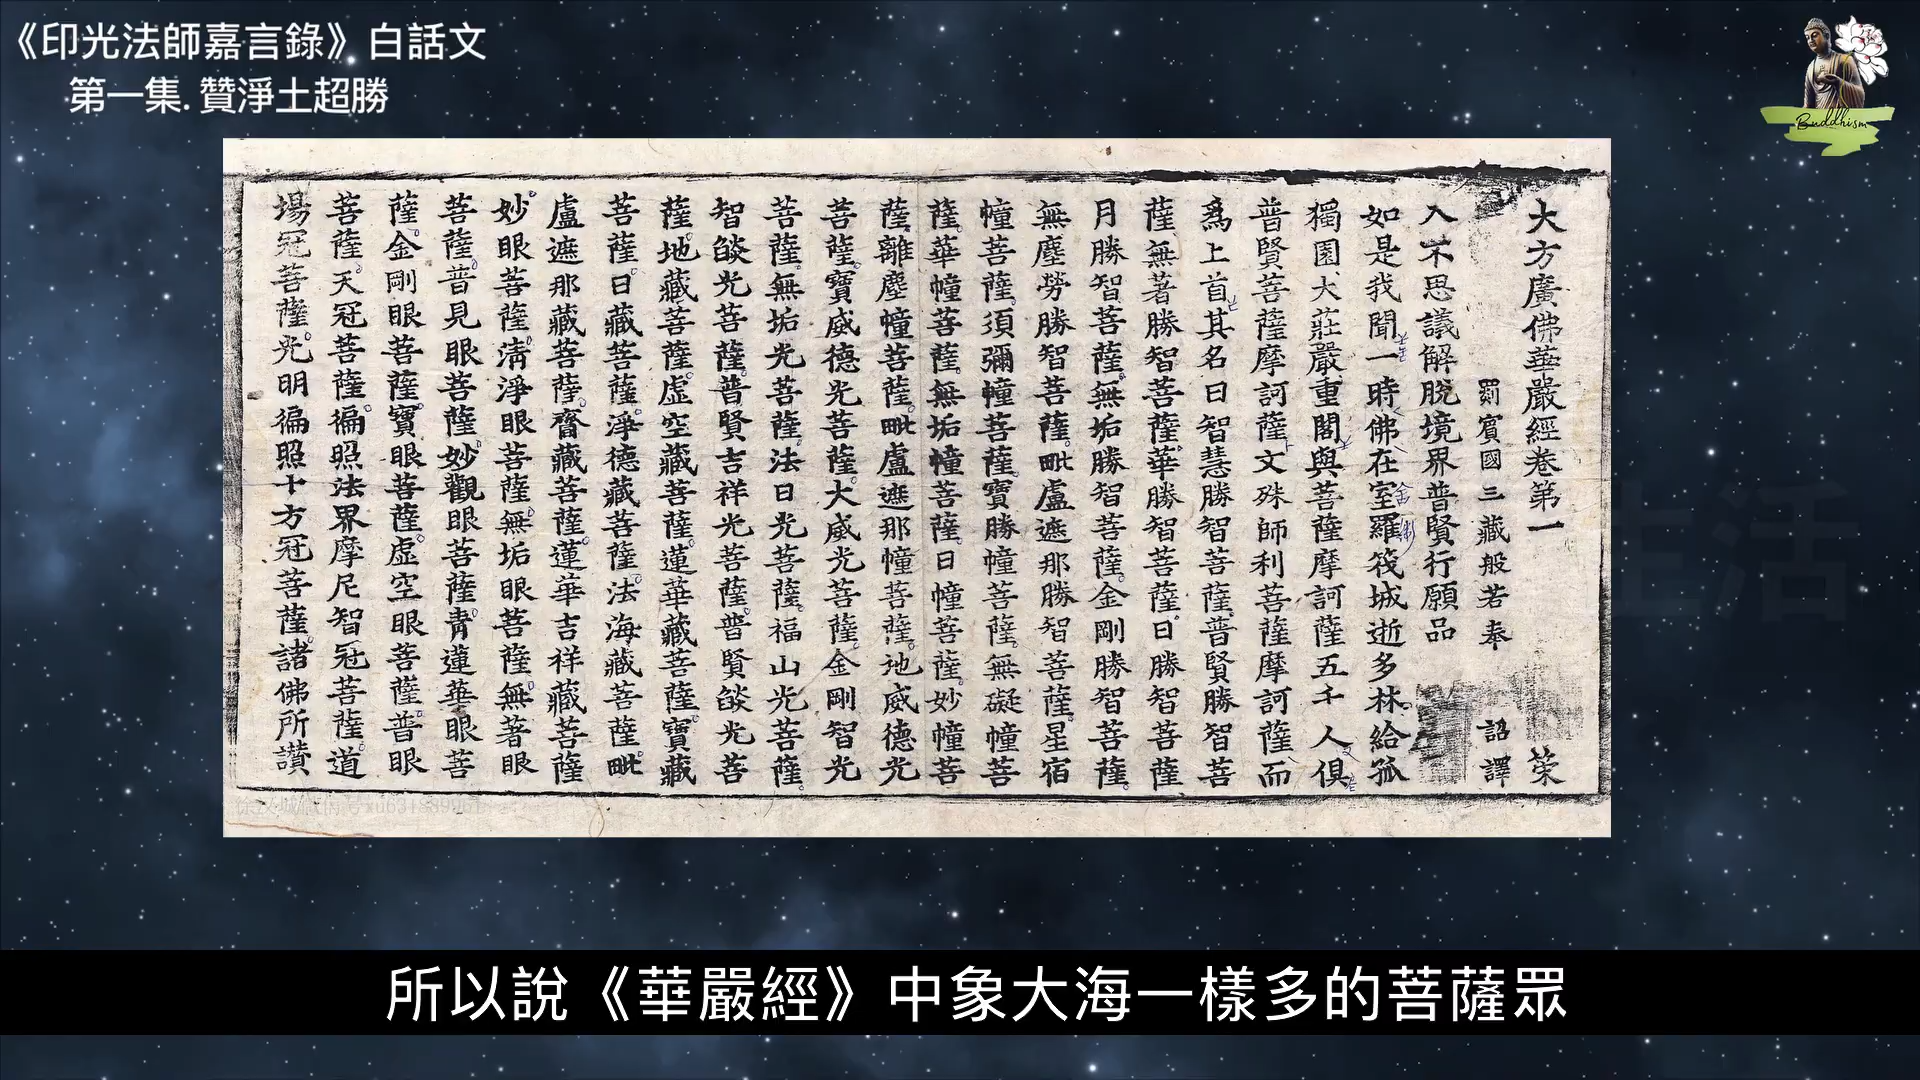 《印光法師嘉言錄》白話文
第一集. 贊淨土超勝
Buddhism
大方廣佛華嚴經卷第一 榮
罽賓國三藏般若奉 詔譯
入不思議解脫境界普賢行願品
如是我聞一時佛在室羅筏城逝多林給孤
獨園大莊嚴重閣與菩薩摩訶薩五千人俱
普賢菩薩摩訶薩文殊師利菩薩摩訶薩而
為上首其名曰智慧勝智菩薩普賢勝智菩
薩無著勝智菩薩華勝智菩薩日勝智菩薩
月勝智菩薩無垢勝智菩薩金剛勝智菩薩
無塵勞勝智菩薩毗盧遮那勝智菩薩星宿
幢菩薩須彌幢菩薩寶勝幢菩薩無礙幢菩
薩華幢菩薩無垢幢菩薩日幢菩薩妙幢菩
薩離塵幢菩薩毗盧遮那幢菩薩地威德光
菩薩寶威德光菩薩大威光菩薩金剛智光
菩薩無垢光菩薩法日光菩薩福山光菩薩
智燄光菩薩普賢吉祥光菩薩普賢燄光菩
薩地藏菩薩虛空藏菩薩蓮華藏菩薩寶藏
菩薩日藏菩薩淨德藏菩薩法海藏菩薩毗
盧遮那藏菩薩齎藏菩薩蓮華吉祥藏菩薩
妙眼菩薩清淨眼菩薩無垢眼菩薩無著眼
菩薩普見眼菩薩妙觀眼菩薩青蓮華眼菩
薩金剛眼菩薩寶眼菩薩虛空眼菩薩普眼
菩薩天冠菩薩徧照法界摩尼智冠菩薩道
場冠菩薩光明徧照十方冠菩薩諸佛所讚
生活
所以說《華嚴經》中象大海一樣多的菩薩眾